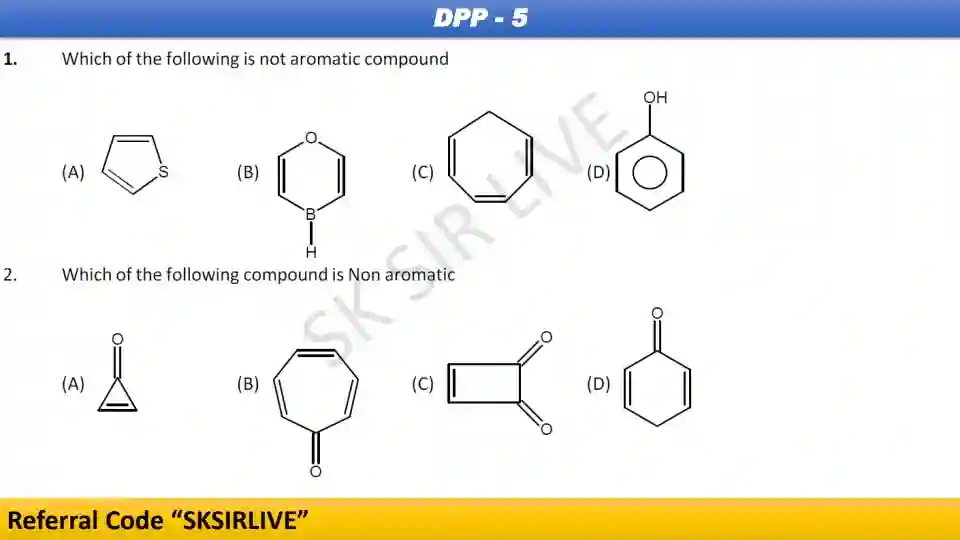 DPP - 5
1. Which of the following is not aromatic compound
(A) S
(B) O B H
(C)
(D) OH
2. Which of the following compound is Non aromatic
(A) O
(B) O
(C) O O
(D) O
SK SIR LIVE
Referral Code “SKSIRLIVE”